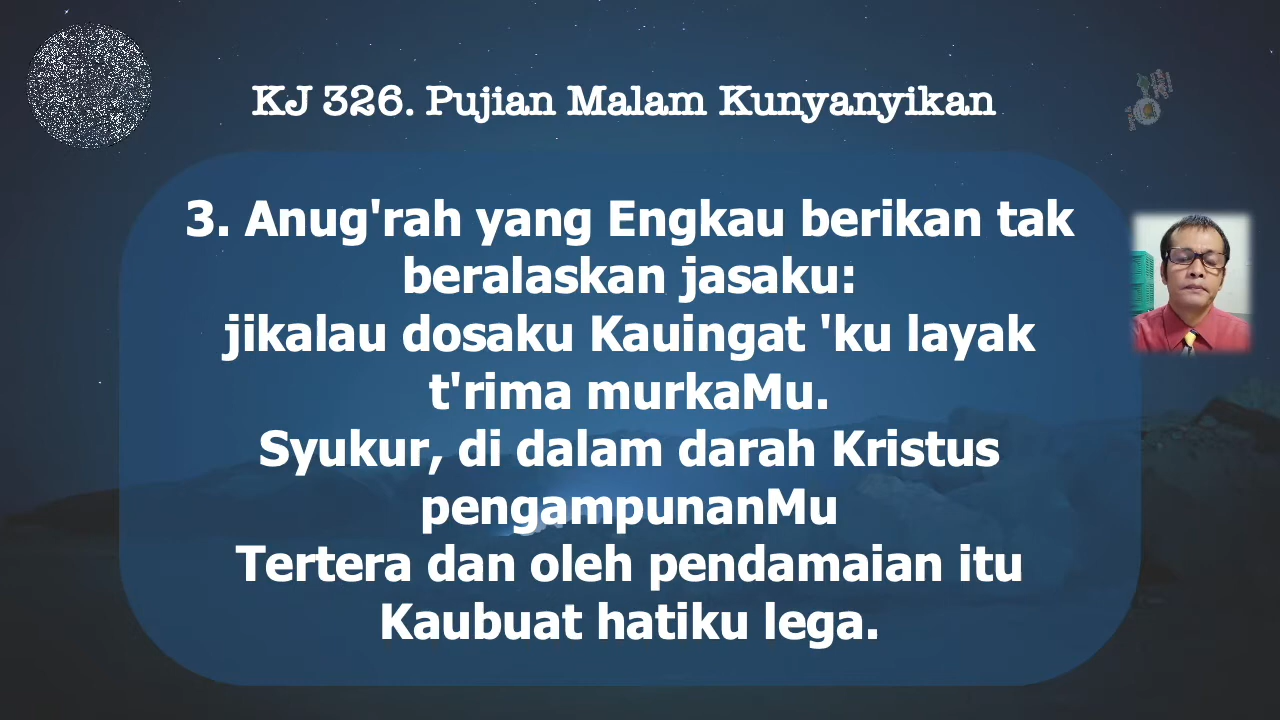 KJ 326. Pujian Malam Kunyanyikan
3. Anug'rah yang Engkau berikan tak
beralaskan jasaku:
jikalau dosaku Kauingat 'ku layak
t'rima murkaMu.
Syukur, di dalam darah Kristus
pengampunanMu
Tertera dan oleh pendamaian itu
Kaubuat hatiku lega.